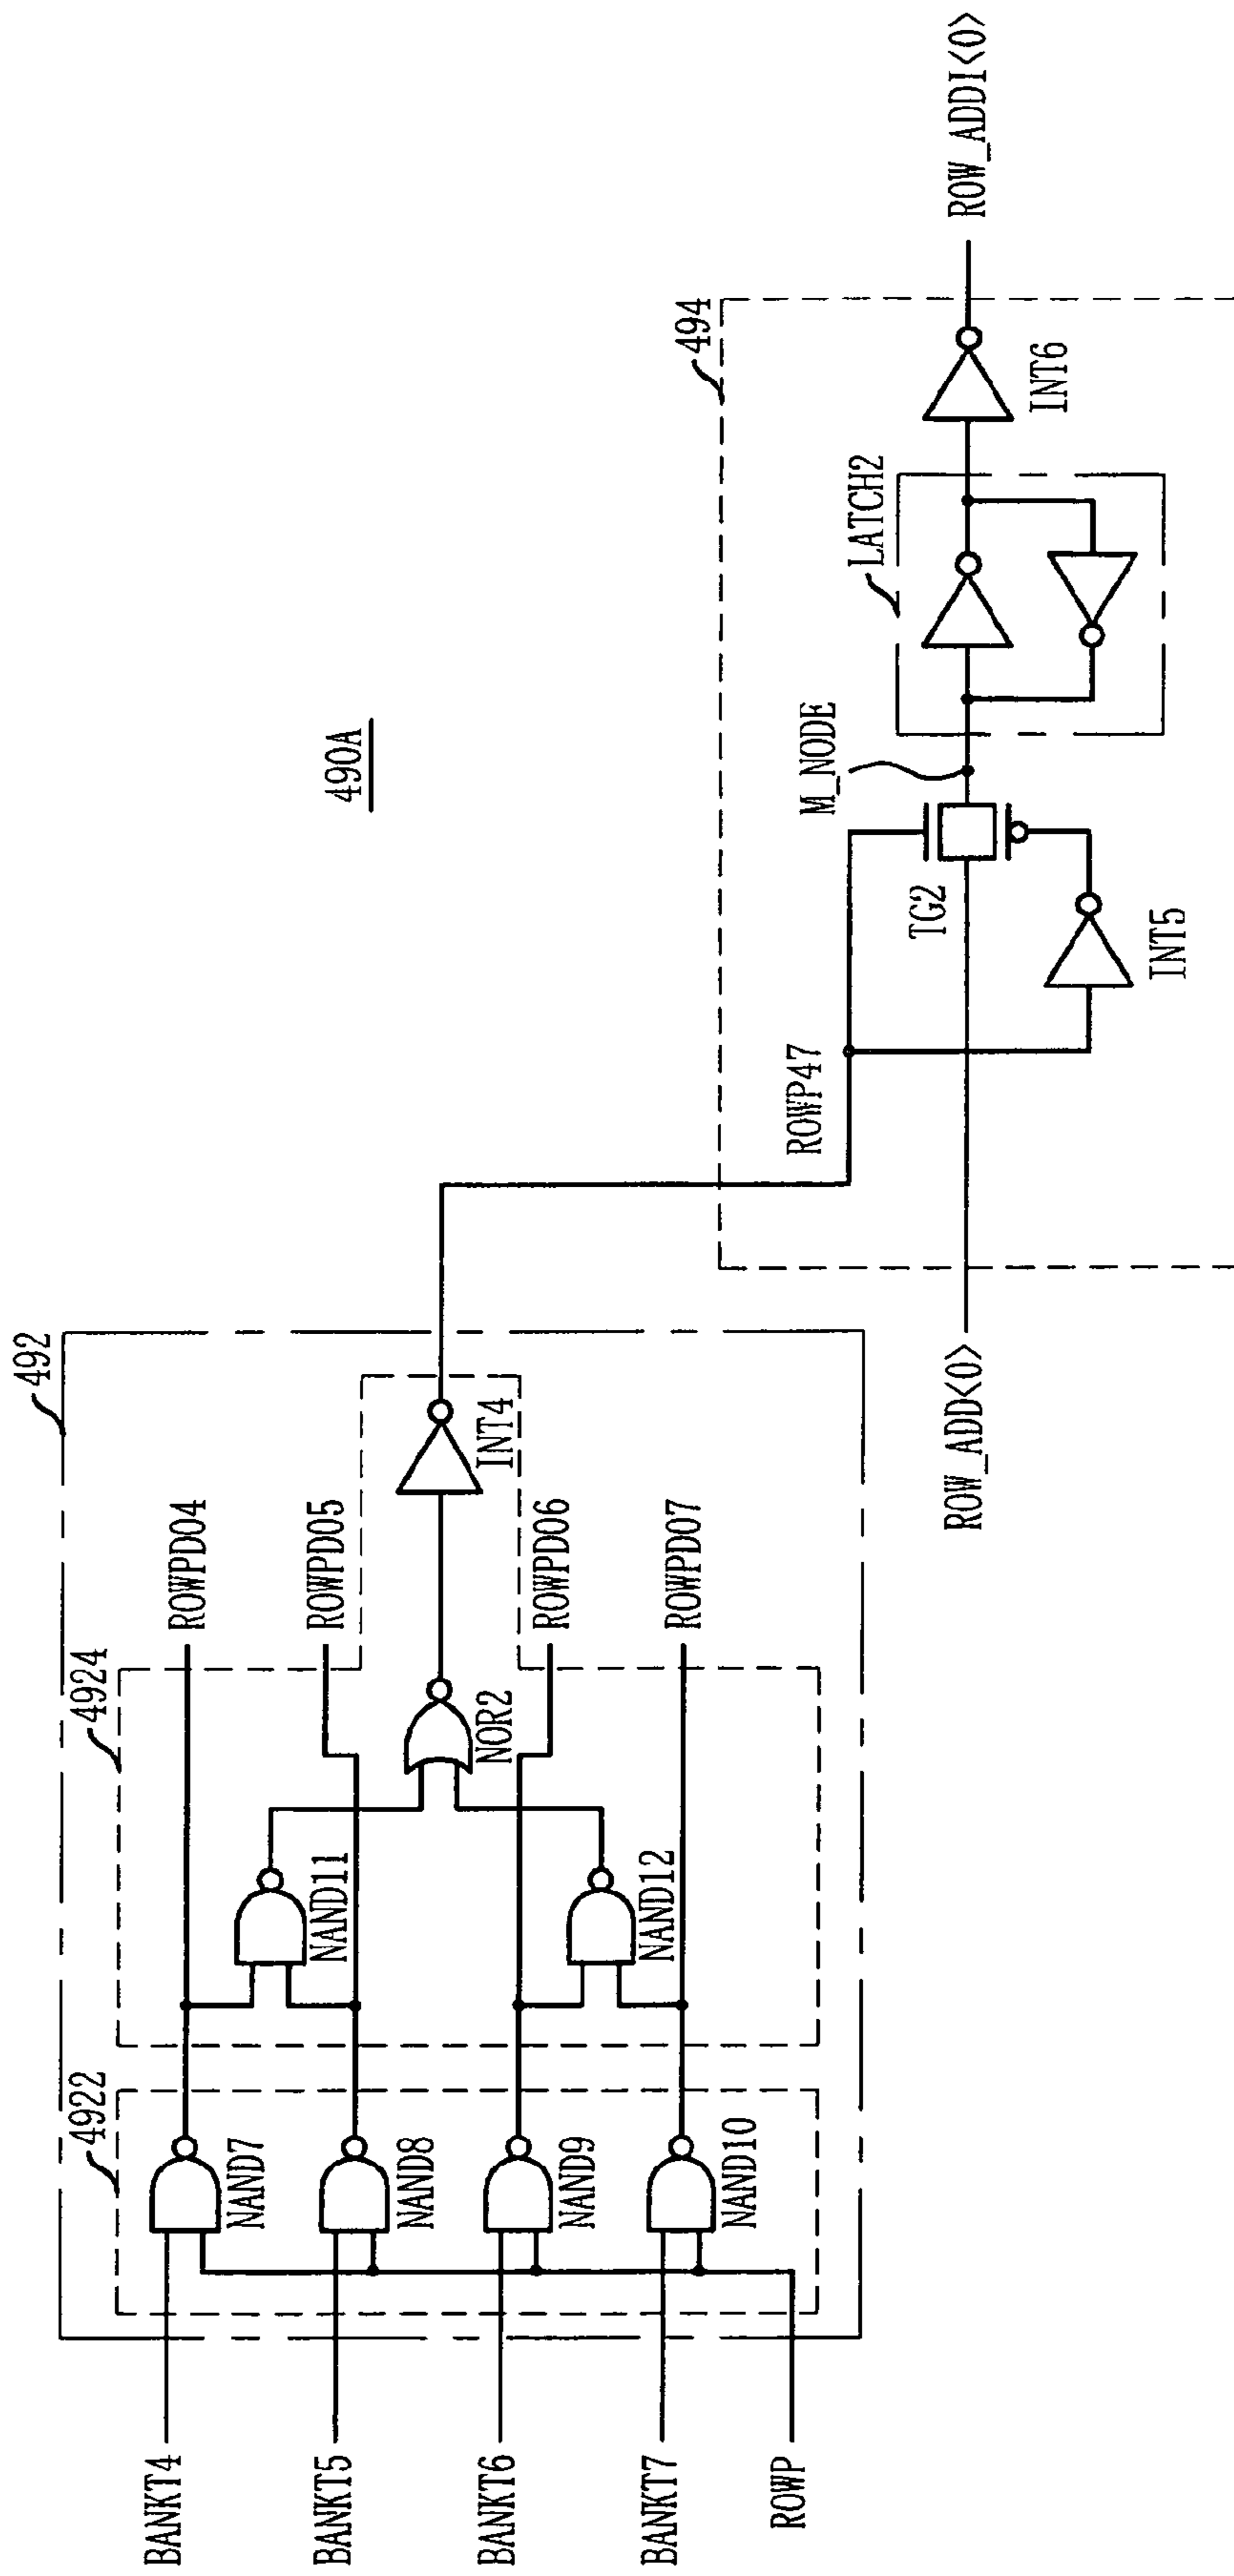 490A
492
4922
4924
BANKT4
BANKT5
BANKT6
BANKT7
ROWP
NAND7
NAND8
NAND9
NAND10
NAND11
NAND12
NOR2
INT4
ROWPD04
ROWPD05
ROWPD06
ROWPD07
494
ROWP47
ROW_ADD<0>
TG2
INT5
M_NODE
LATCH2
INT6
ROW_ADDI<0>